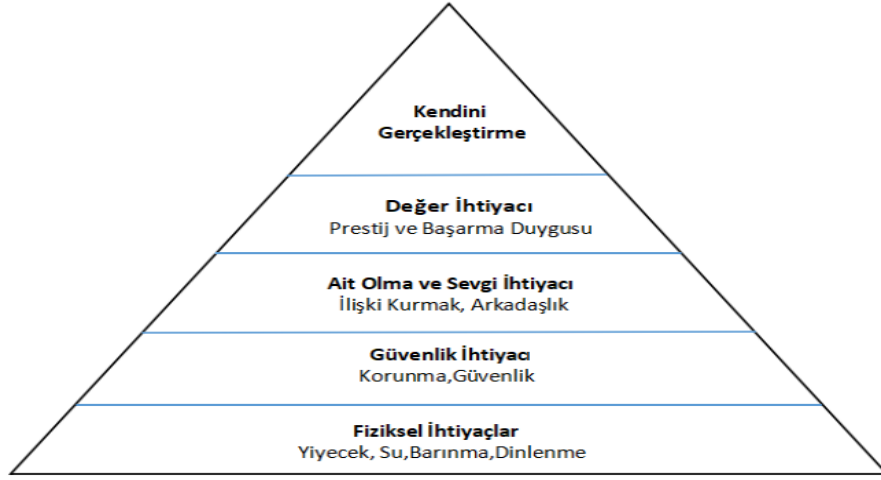 Kendini
Gerçekleştirme
Değer İhtiyacı
Prestij ve Başarma Duygusu
Ait Olma ve Sevgi İhtiyacı
İlişki Kurmak, Arkadaşlık
Güvenlik İhtiyacı
Korunma,Güvenlik
Fiziksel İhtiyaçlar
Yiyecek, Su,Barınma,Dinlenme